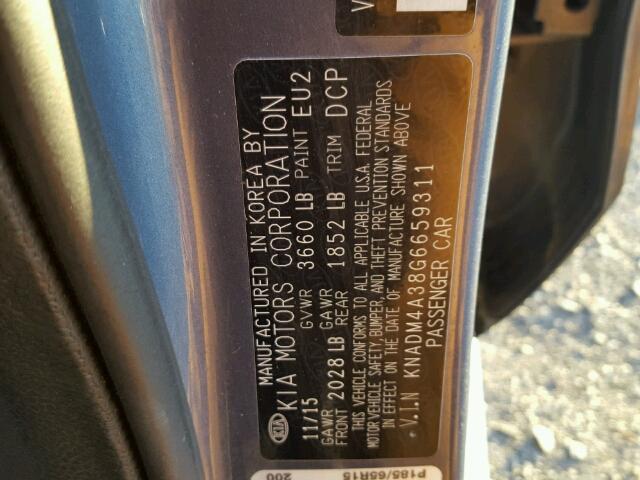 MANUFACTURED IN KOREA BY
KIA KIA MOTORS CORPORATION
11/15 GVWR 3660 LB PAINT EU2
GAWR FRONT 2028 LB GAWR REAR 1852 LB TRIM DCP
THIS VEHICLE CONFORMS TO ALL APPLICABLE U.S.A. FEDERAL
MOTOR VEHICLE SAFETY, BUMPER, AND THEFT PREVENTION STANDARDS
IN EFFECT ON THE DATE OF MANUFACTURE SHOWN ABOVE
V.I.N KNADM4A38G6659311
PASSENGER CAR
V
200
P185/65R15